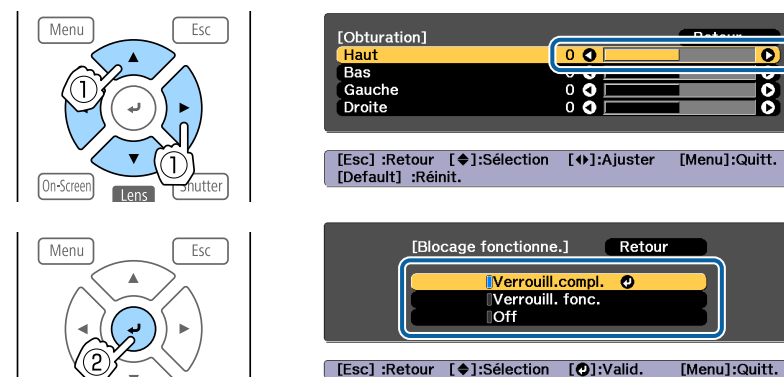 Menu
Esc
①
①
On-Screen
Lens
Shutter
[Obturation]
Retour
Haut 0
Bas 0
Gauche 0
Droite 0
[Esc] :Retour [◆]:Sélection [◀▶]:Ajuster [Menu]:Quitt.
[Default] :Réinit.
Menu
Esc
②
[Blocage fonctionne.] Retour
Verrouill.compl.
Verrouill. fonc.
Off
[Esc] :Retour [◆]:Sélection [↵]:Valid. [Menu]:Quitt.